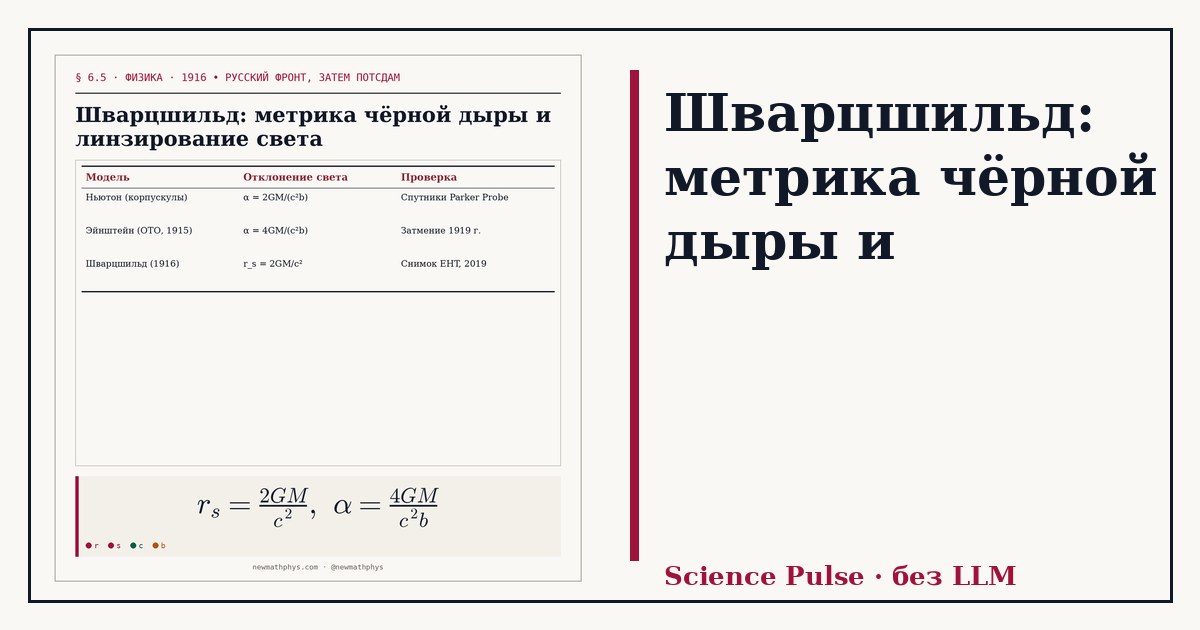 § 6.5 · ФИЗИКА · 1916 • РУССКИЙ ФРОНТ, ЗАТЕМ ПОТСДАМ
Шварцшильд: метрика чёрной дыры и
линзирование света
Модель Отклонение света Проверка
Ньютон (корпускулы) α = 2GM/(c²b) Спутники Parker Probe
Эйнштейн (ОТО, 1915) α = 4GM/(c²b) Затмение 1919 г.
Шварцшильд (1916) r_s = 2GM/c² Снимок EHT, 2019
r_s = 2GM/c², α = 4GM/c²b
r s c b
newmathphys.com · @newmathphys
Шварцшильд:
метрика чёрной
дыры и
Science Pulse · без LLM